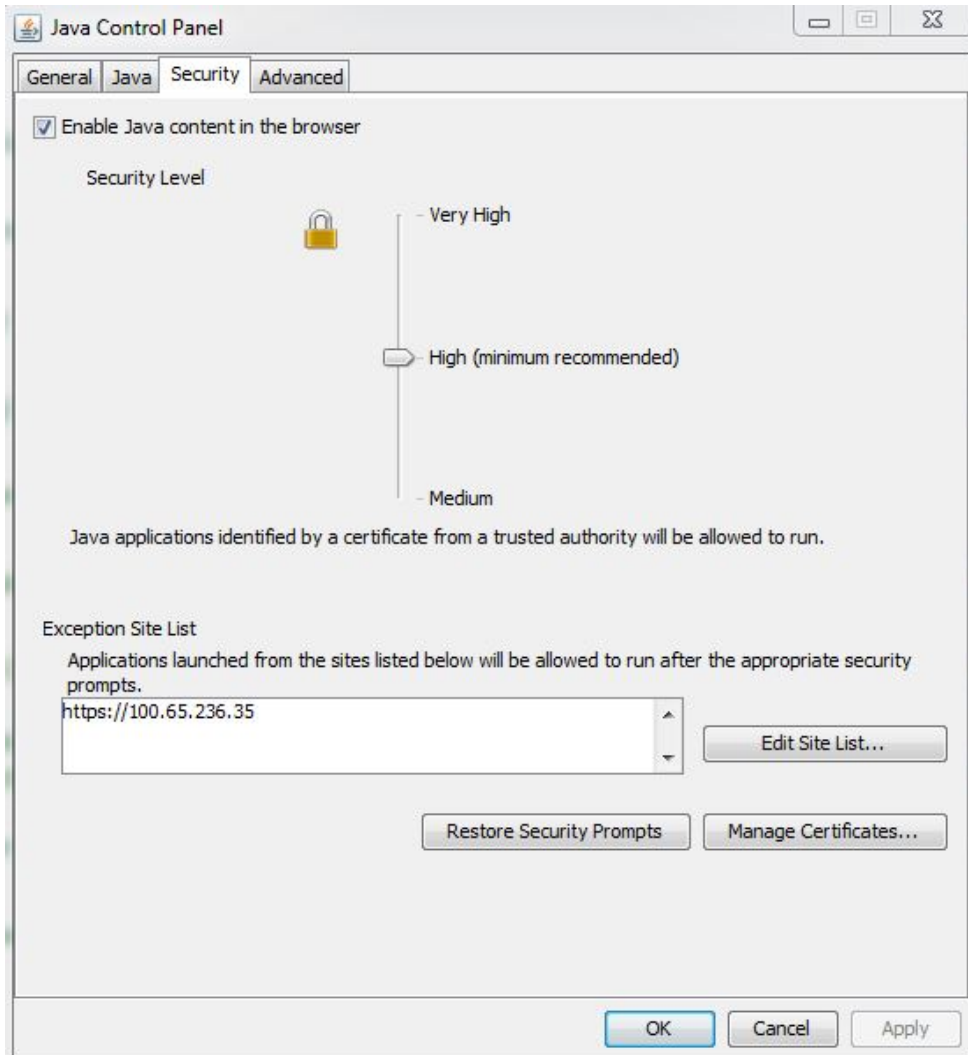 Java Control Panel
General Java Security Advanced
Enable Java content in the browser
Security Level
Very High
High (minimum recommended)
Medium
Java applications identified by a certificate from a trusted authority will be allowed to run.
Exception Site List
Applications launched from the sites listed below will be allowed to run after the appropriate security
prompts.
https://100.65.236.35
Edit Site List...
Restore Security Prompts Manage Certificates...
OK Cancel Apply